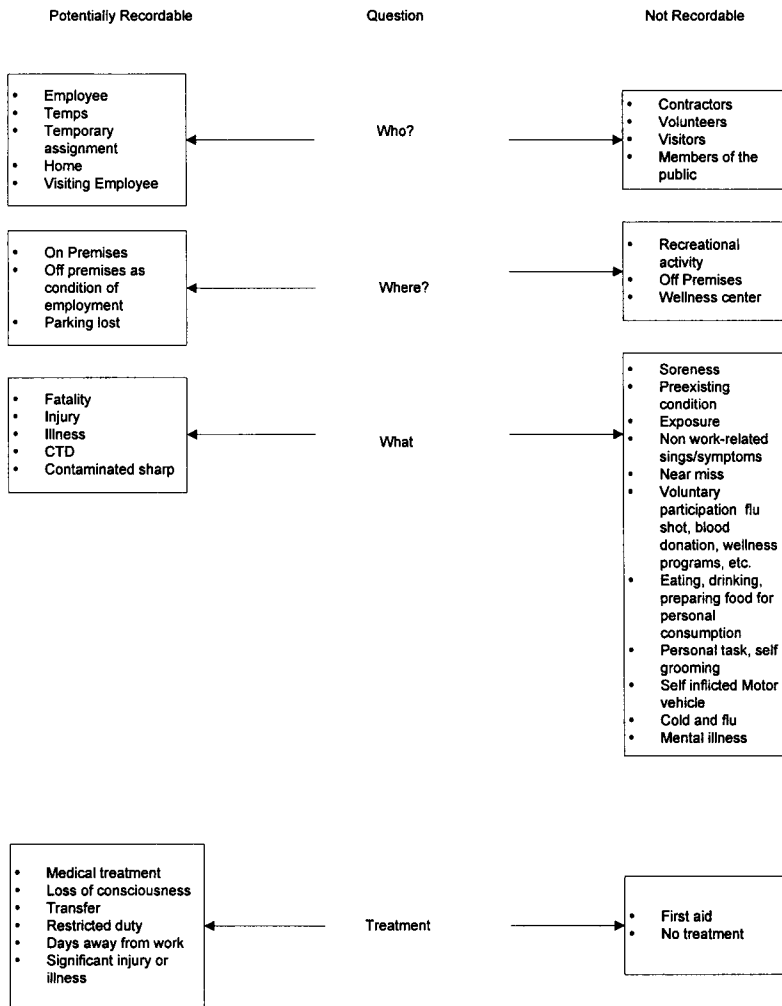 Potentially Recordable Question Not Recordable
• Employee
• Temps
• Temporary
assignment
• Home
• Visiting Employee
Who?
• Contractors
• Volunteers
• Visitors
• Members of the
public
• On Premises
• Off premises as
condition of
employment
• Parking lost
Where?
• Recreational
activity
• Off Premises
• Wellness center
• Fatality
• Injury
• Illness
• CTD
• Contaminated sharp
What
• Soreness
• Preexisting
condition
• Exposure
• Non work-related
sings/symptoms
• Near miss
• Voluntary
participation flu
shot, blood
donation, wellness
programs, etc.
• Eating, drinking,
preparing food for
personal
consumption
• Personal task, self
grooming
• Self inflicted Motor
vehicle
• Cold and flu
• Mental illness
• Medical treatment
• Loss of consciousness
• Transfer
• Restricted duty
• Days away from work
• Significant injury or
illness
Treatment
• First aid
• No treatment